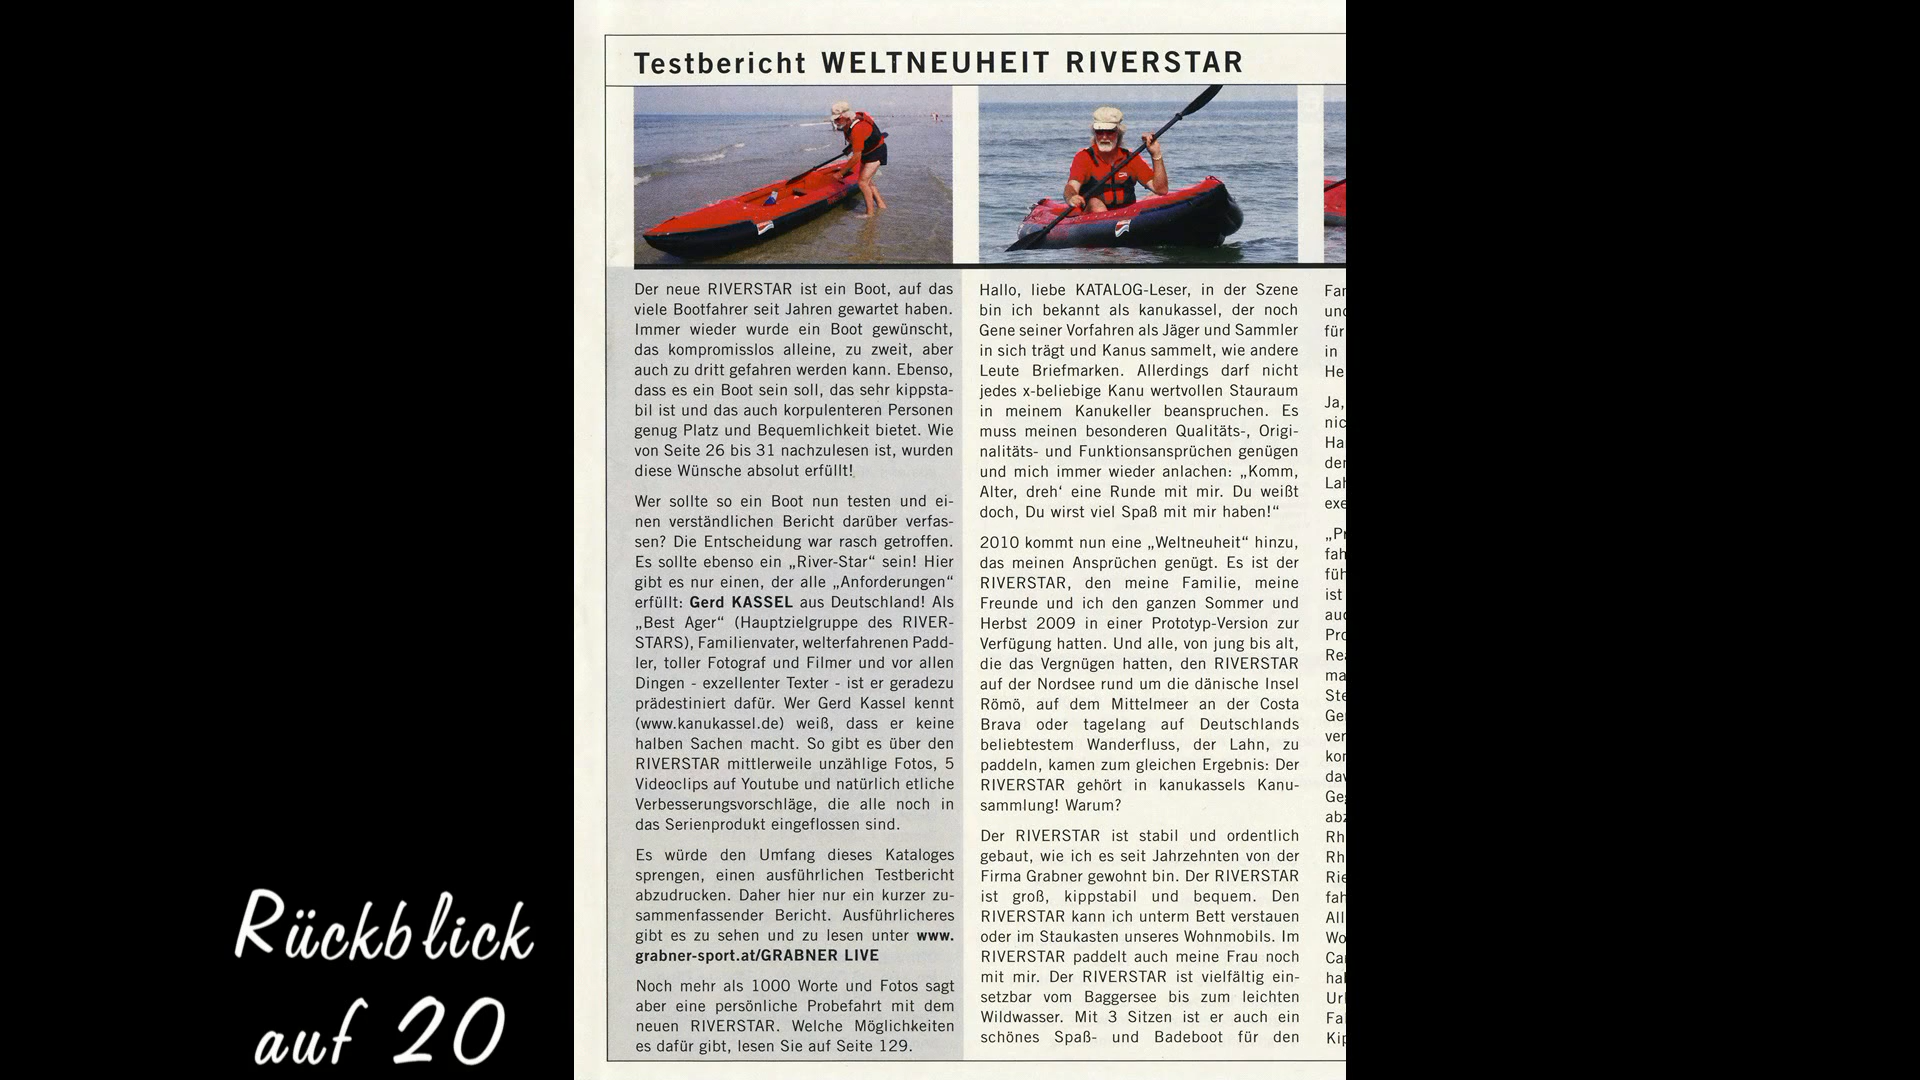 Testbericht WELTNEUHEIT RIVERSTAR
Der neue RIVERSTAR ist ein Boot, auf das
viele Bootfahrer seit Jahren gewartet haben.
Immer wieder wurde ein Boot gewünscht,
das kompromisslos alleine, zu zweit, aber
auch zu dritt gefahren werden kann. Ebenso,
dass es ein Boot sein soll, das sehr kippsta-
bil ist und das auch korpulenteren Personen
genug Platz und Bequemlichkeit bietet. Wie
von Seite 26 bis 31 nachzulesen ist, wurden
diese Wünsche absolut erfüllt!
Wer sollte so ein Boot nun testen und ei-
nen verständlichen Bericht darüber verfas-
sen? Die Entscheidung war rasch getroffen.
Es sollte ebenso ein „River-Star“ sein! Hier
gibt es nur einen, der alle „Anforderungen“
erfüllt: Gerd KASSEL aus Deutschland! Als
„Best Ager“ (Hauptzielgruppe des RIVER-
STARS), Familienvater, welterfahrenen Padd-
ler, toller Fotograf und Filmer und vor allen
Dingen - exzellenter Texter - ist er geradezu
prädestiniert dafür. Wer Gerd Kassel kennt
(www.kanukassel.de) weiß, dass er keine
halben Sachen macht. So gibt es über den
RIVERSTAR mittlerweile unzählige Fotos, 5
Videoclips auf Youtube und natürlich etliche
Verbesserungsvorschläge, die alle noch in
das Serienprodukt eingeflossen sind.
Es würde den Umfang dieses Kataloges
sprengen, einen ausführlichen Testbericht
abzudrucken. Daher hier nur ein kurzer zu-
sammenfassender Bericht. Ausführlicheres
gibt es zu sehen und zu lesen unter www.
grabner-sport.at/GRABNER LIVE
Noch mehr als 1000 Worte und Fotos sagt
aber eine persönliche Probefahrt mit dem
neuen RIVERSTAR. Welche Möglichkeiten
es dafür gibt, lesen Sie auf Seite 129.
Hallo, liebe KATALOG-Leser, in der Szene
bin ich bekannt als kanukassel, der noch
Gene seiner Vorfahren als Jäger und Sammler
in sich trägt und Kanus sammelt, wie andere
Leute Briefmarken. Allerdings darf nicht
jedes x-beliebige Kanu wertvollen Stauraum
in meinem Kanukeller beanspruchen. Es
muss meinen besonderen Qualitäts-, Origi-
nalitäts- und Funktionsansprüchen genügen
und mich immer wieder anlachen: „Komm,
Alter, dreh‘ eine Runde mit mir. Du weißt
doch, Du wirst viel Spaß mit mir haben!“
2010 kommt nun eine „Weltneuheit“ hinzu,
das meinen Ansprüchen genügt. Es ist der
RIVERSTAR, den meine Familie, meine
Freunde und ich den ganzen Sommer und
Herbst 2009 in einer Prototyp-Version zur
Verfügung hatten. Und alle, von jung bis alt,
die das Vergnügen hatten, den RIVERSTAR
auf der Nordsee rund um die dänische Insel
Römö, auf dem Mittelmeer an der Costa
Brava oder tagelang auf Deutschlands
beliebtestem Wanderfluss, der Lahn, zu
paddeln, kamen zum gleichen Ergebnis: Der
RIVERSTAR gehört in kanukassels Kanu-
sammlung! Warum?
Der RIVERSTAR ist stabil und ordentlich
gebaut, wie ich es seit Jahrzehnten von der
Firma Grabner gewohnt bin. Der RIVERSTAR
ist groß, kippstabil und bequem. Den
RIVERSTAR kann ich unterm Bett verstauen
oder im Staukasten unseres Wohnmobils. Im
RIVERSTAR paddelt auch meine Frau noch
mit mir. Der RIVERSTAR ist vielfältig ein-
setzbar vom Baggersee bis zum leichten
Wildwasser. Mit 3 Sitzen ist er auch ein
schönes Spaß- und Badeboot für den
für
in
Ja,
ist
Rückblick
auf 20